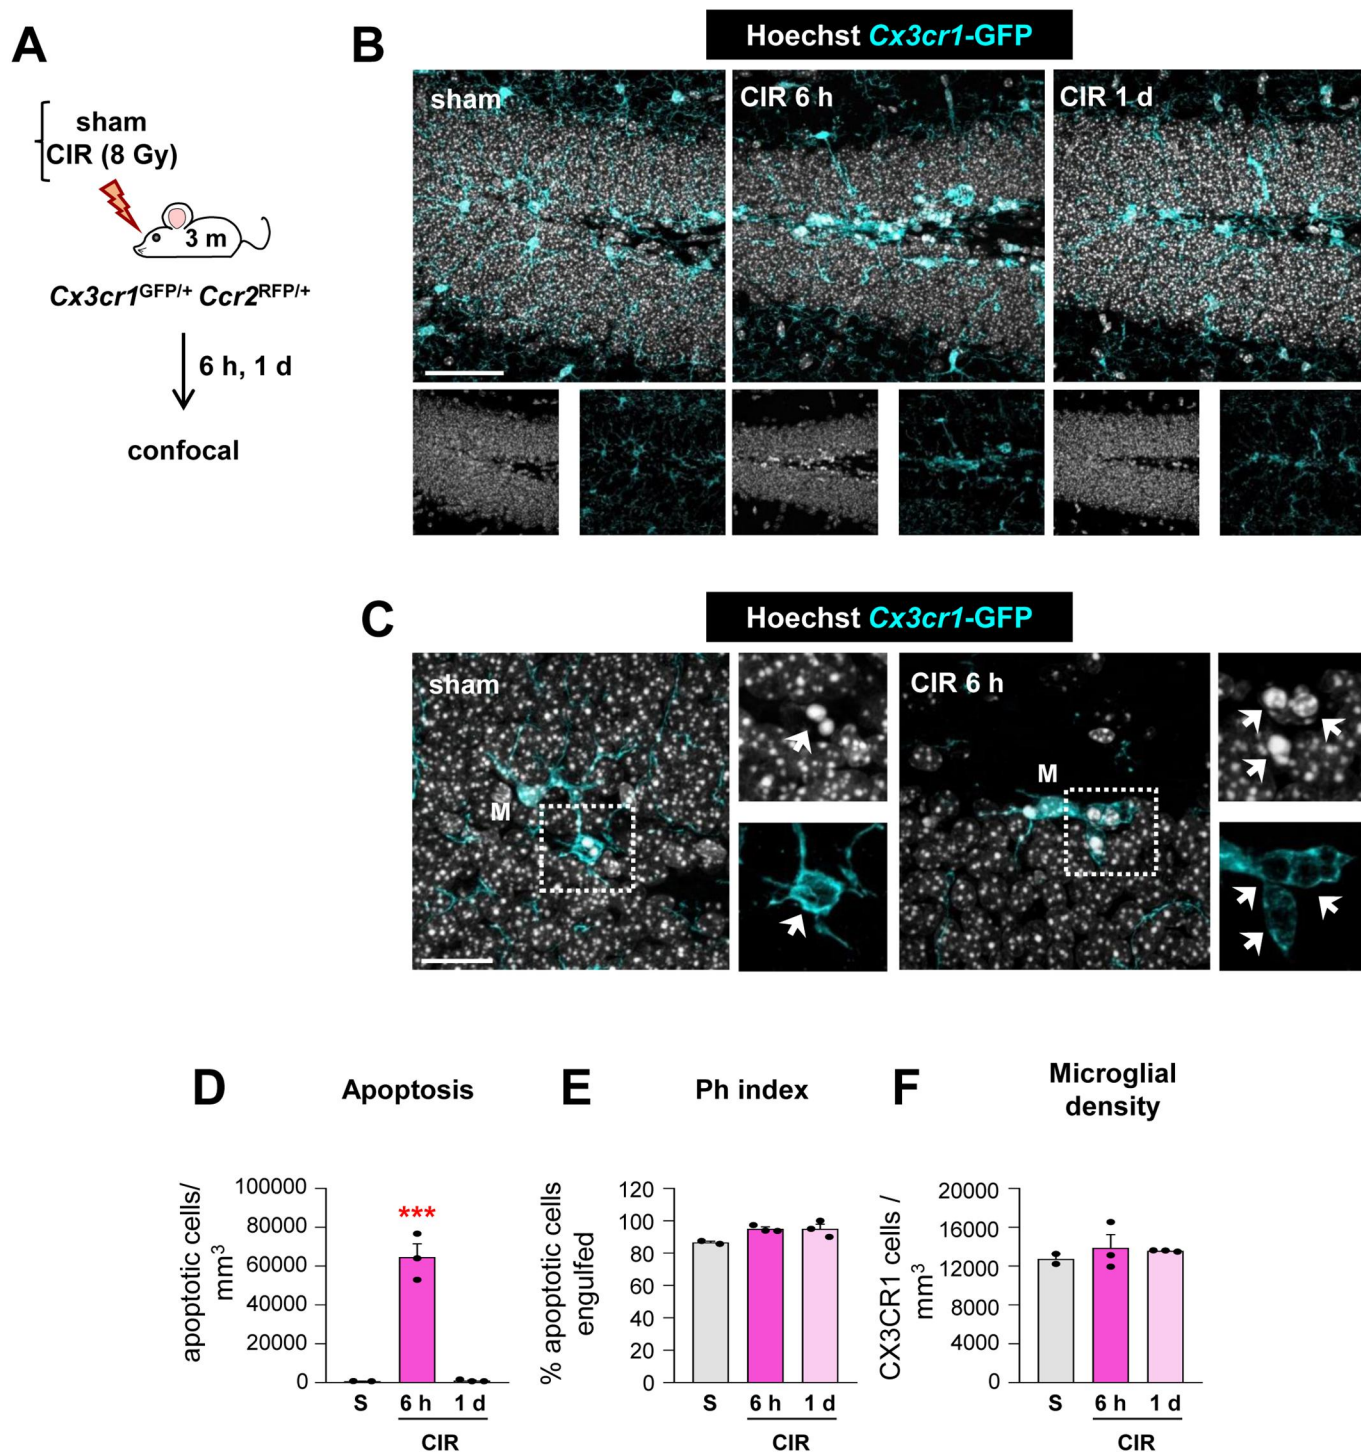 A
sham
CIR (8 Gy)
3 m
Cx3cr1GFP/+ Ccr2RFP/+
6 h, 1 d
confocal
B
Hoechst Cx3cr1-GFP
sham
CIR 6 h
CIR 1 d
C
Hoechst Cx3cr1-GFP
sham
M
CIR 6 h
M
D
Apoptosis
apoptotic cells/
mm3
100000
80000
60000
40000
20000
0
***
S
6 h
1 d
CIR
E
Ph index
% apoptotic cells
engulfed
120
100
80
60
40
20
0
S
6 h
1 d
CIR
F
Microglial
density
CX3CR1 cells /
mm3
20000
16000
12000
8000
4000
0
S
6 h
1 d
CIR